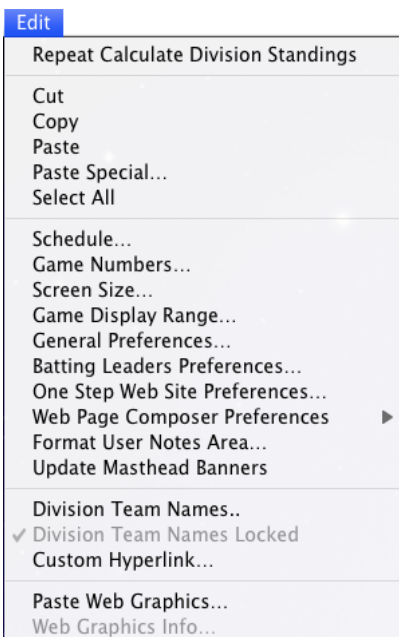 Edit
Repeat Calculate Division Standings
Cut
Copy
Paste
Paste Special...
Select All
Schedule...
Game Numbers...
Screen Size...
Game Display Range...
General Preferences...
Batting Leaders Preferences...
One Step Web Site Preferences...
Web Page Composer Preferences
Format User Notes Area...
Update Masthead Banners
Division Team Names..
Division Team Names Locked
Custom Hyperlink...
Paste Web Graphics...
Web Graphics Info...